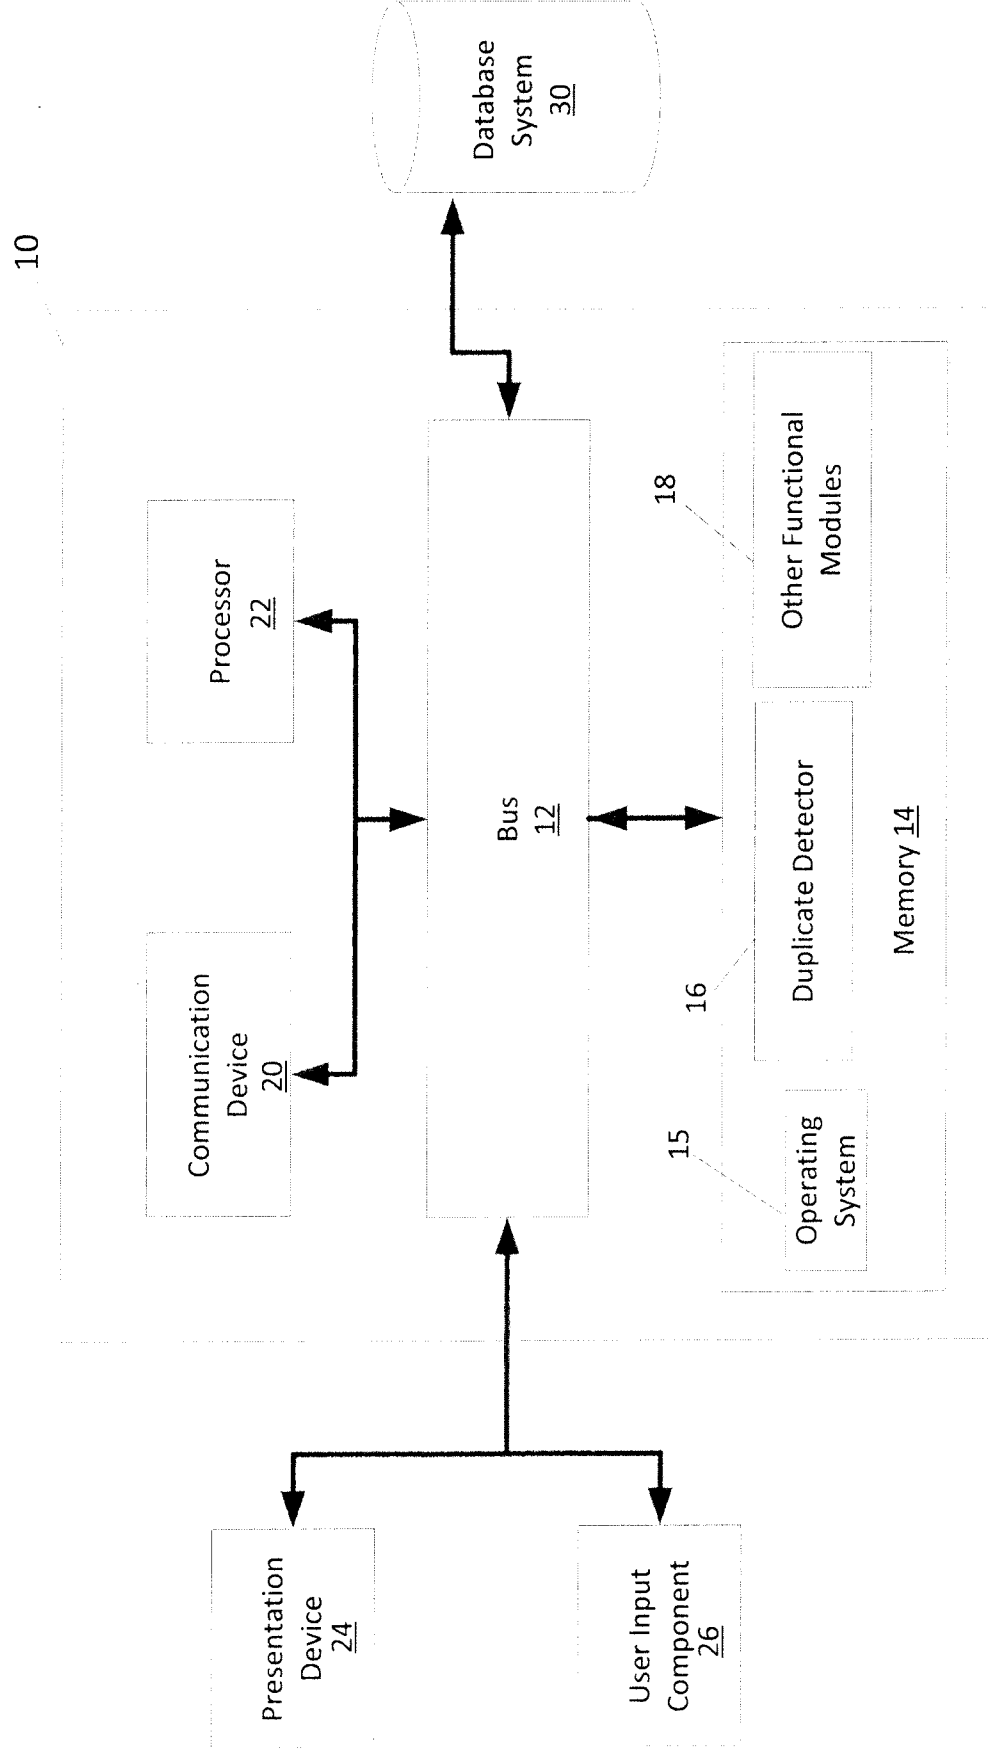 10
Communication
Device
20
Processor
22
Presentation
Device
24
User Input
Component
26
Bus
12
Database
System
30
15
16
18
Operating
System
Duplicate Detector
Other Functional
Modules
Memory 14